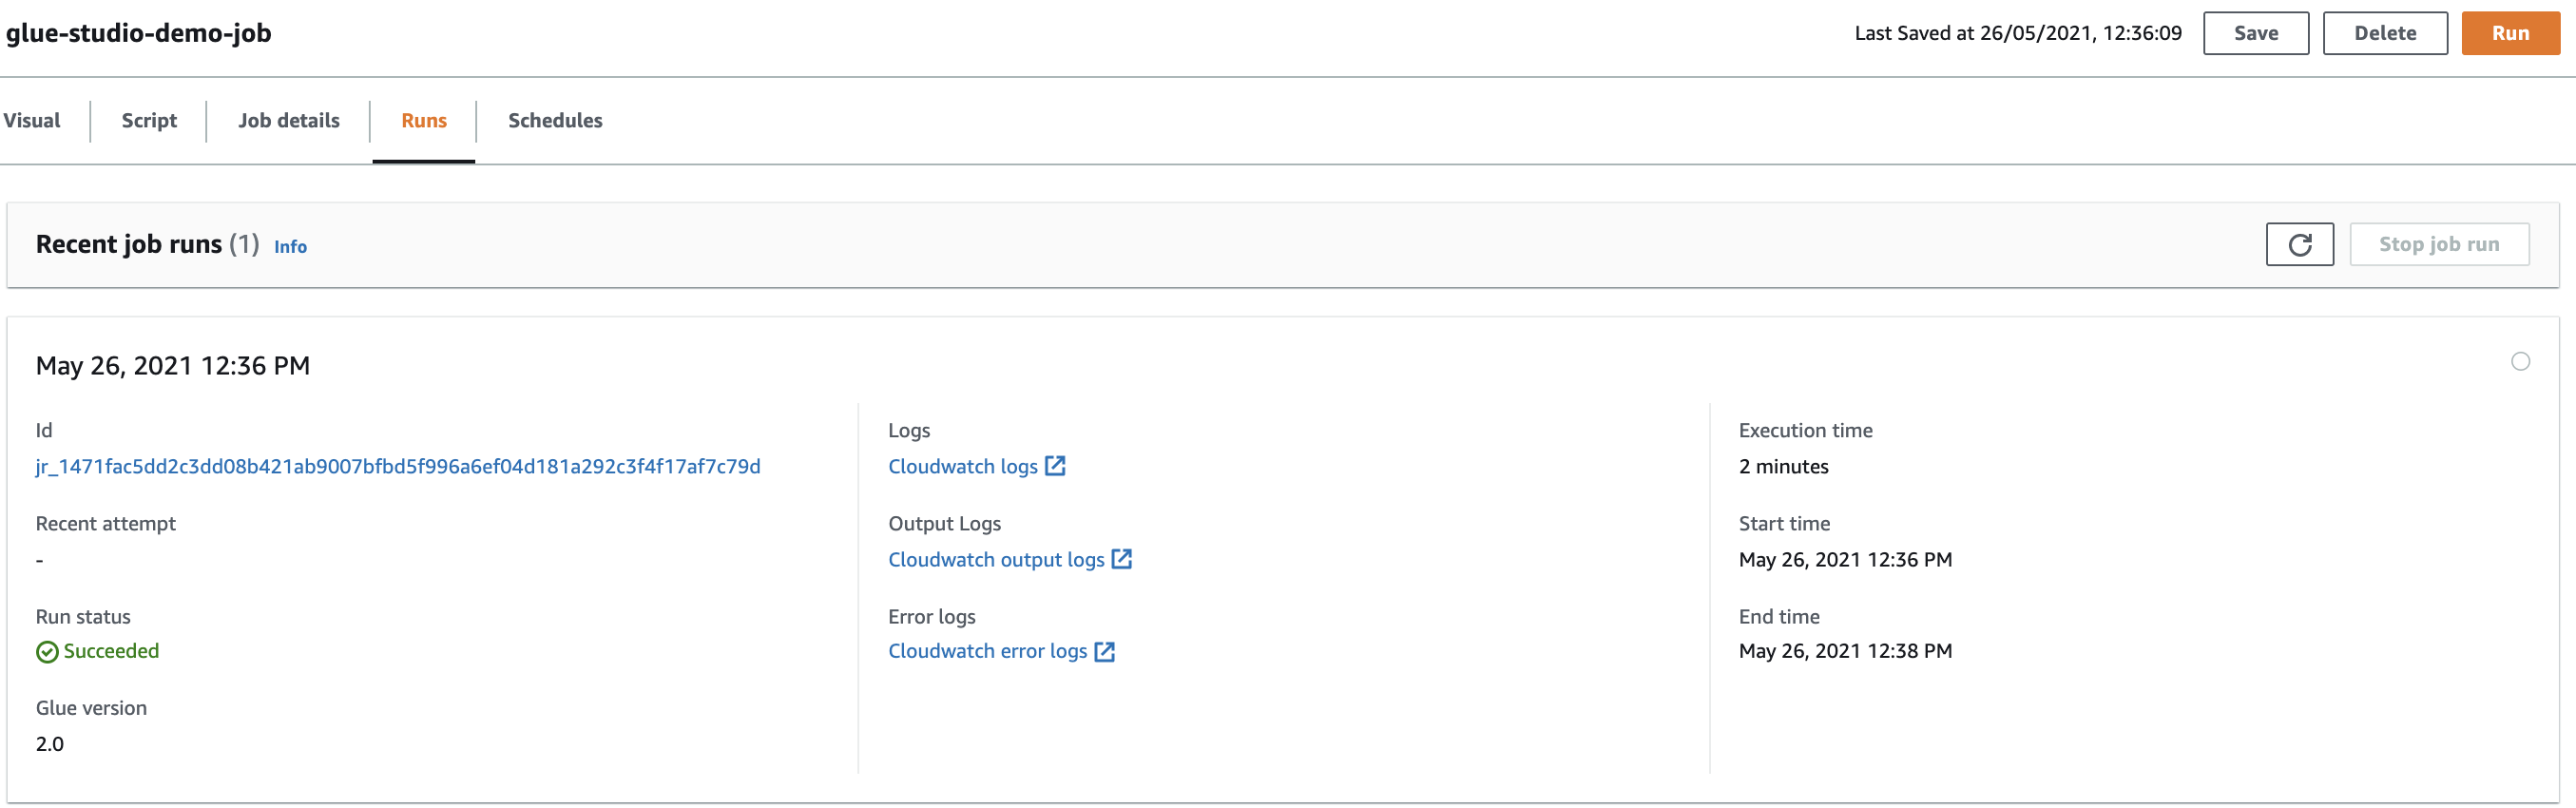 glue-studio-demo-job
Last Saved at 26/05/2021, 12:36:09 Save Delete Run
Visual Script Job details Runs Schedules
Recent job runs (1) Info Stop job run
May 26, 2021 12:36 PM
Id
jr_1471fac5dd2c3dd08b421ab9007bfbd5f996a6ef04d181a292c3f4f17af7c79d
Recent attempt
-
Run status
Succeeded
Glue version
2.0
Logs
Cloudwatch logs
Output Logs
Cloudwatch output logs
Error logs
Cloudwatch error logs
Execution time
2 minutes
Start time
May 26, 2021 12:36 PM
End time
May 26, 2021 12:38 PM